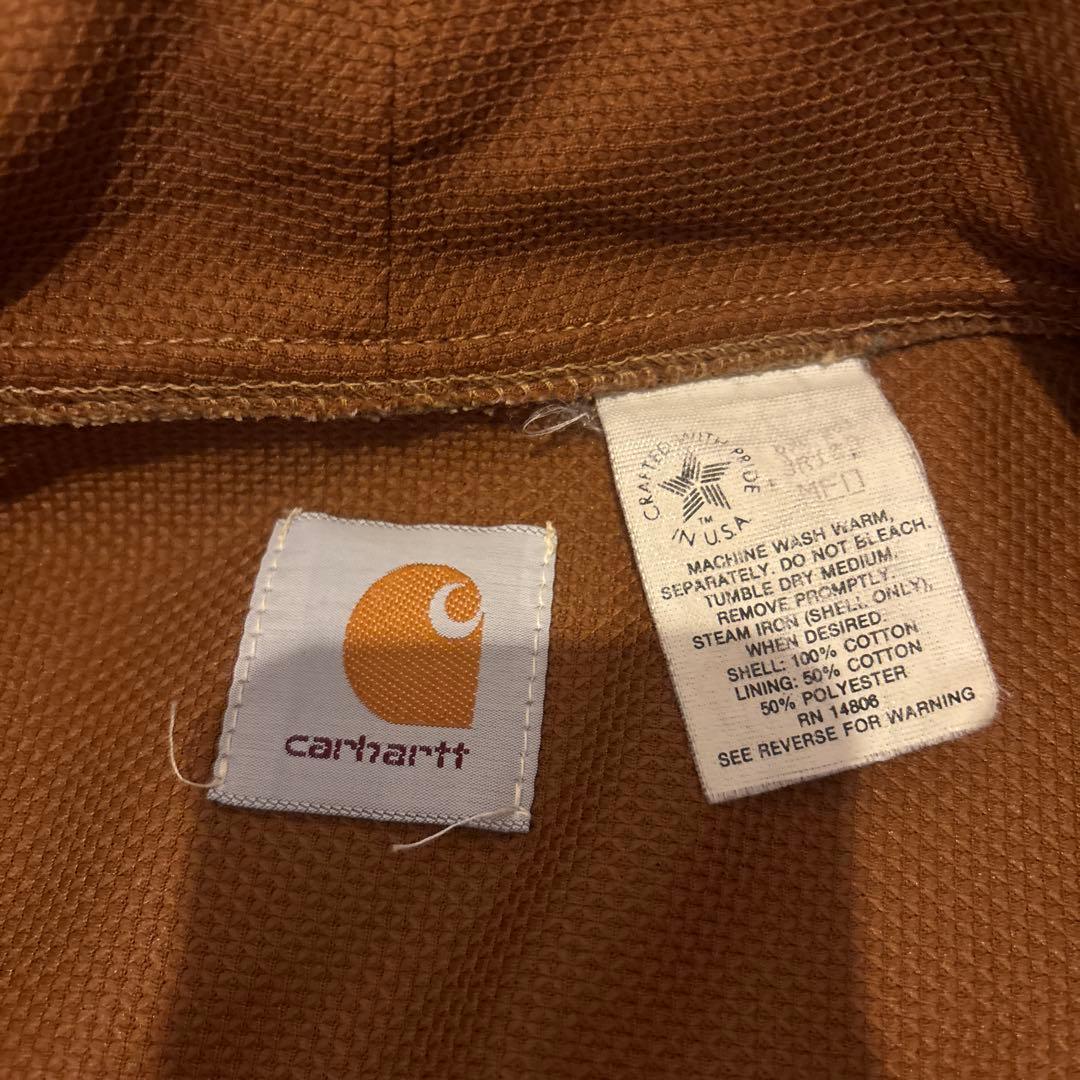 carhartt
CRAFTED WITH PRIDE
IN U.S.A
TM
MACHINE WASH WARM,
SEPARATELY. DO NOT BLEACH.
TUMBLE DRY MEDIUM.
REMOVE PROMPTLY.
STEAM IRON (SHELL ONLY),
WHEN DESIRED.
SHELL: 100% COTTON
LINING: 50% COTTON
50% POLYESTER
RN 14806
SEE REVERSE FOR WARNING